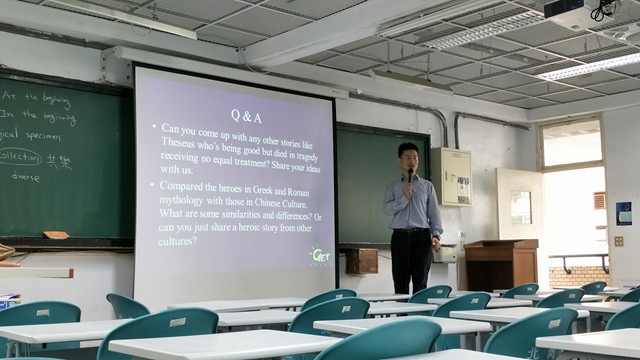 At the beginning
In the beginning
ical specimen
collection
diverse
Q & A
• Can you come up with any other stories like
Theseus who's being good but died in tragedy
receiving no equal treatment? Share your ideas
with us.
• Compared the heroes in Greek and Roman
mythology with those in Chinese Culture.
What are some similarities and differences? Or
can you just share a heroic story from other
cultures?